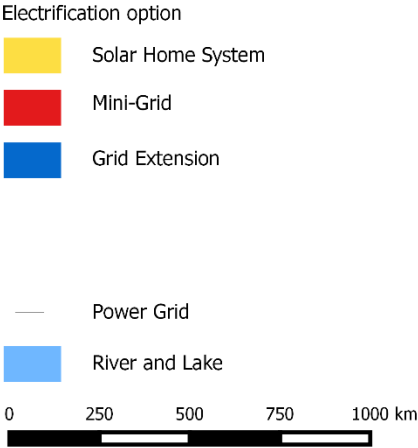 Electrification option
Solar Home System
Mini-Grid
Grid Extension
Power Grid
River and Lake
0 250 500 750 1000 km